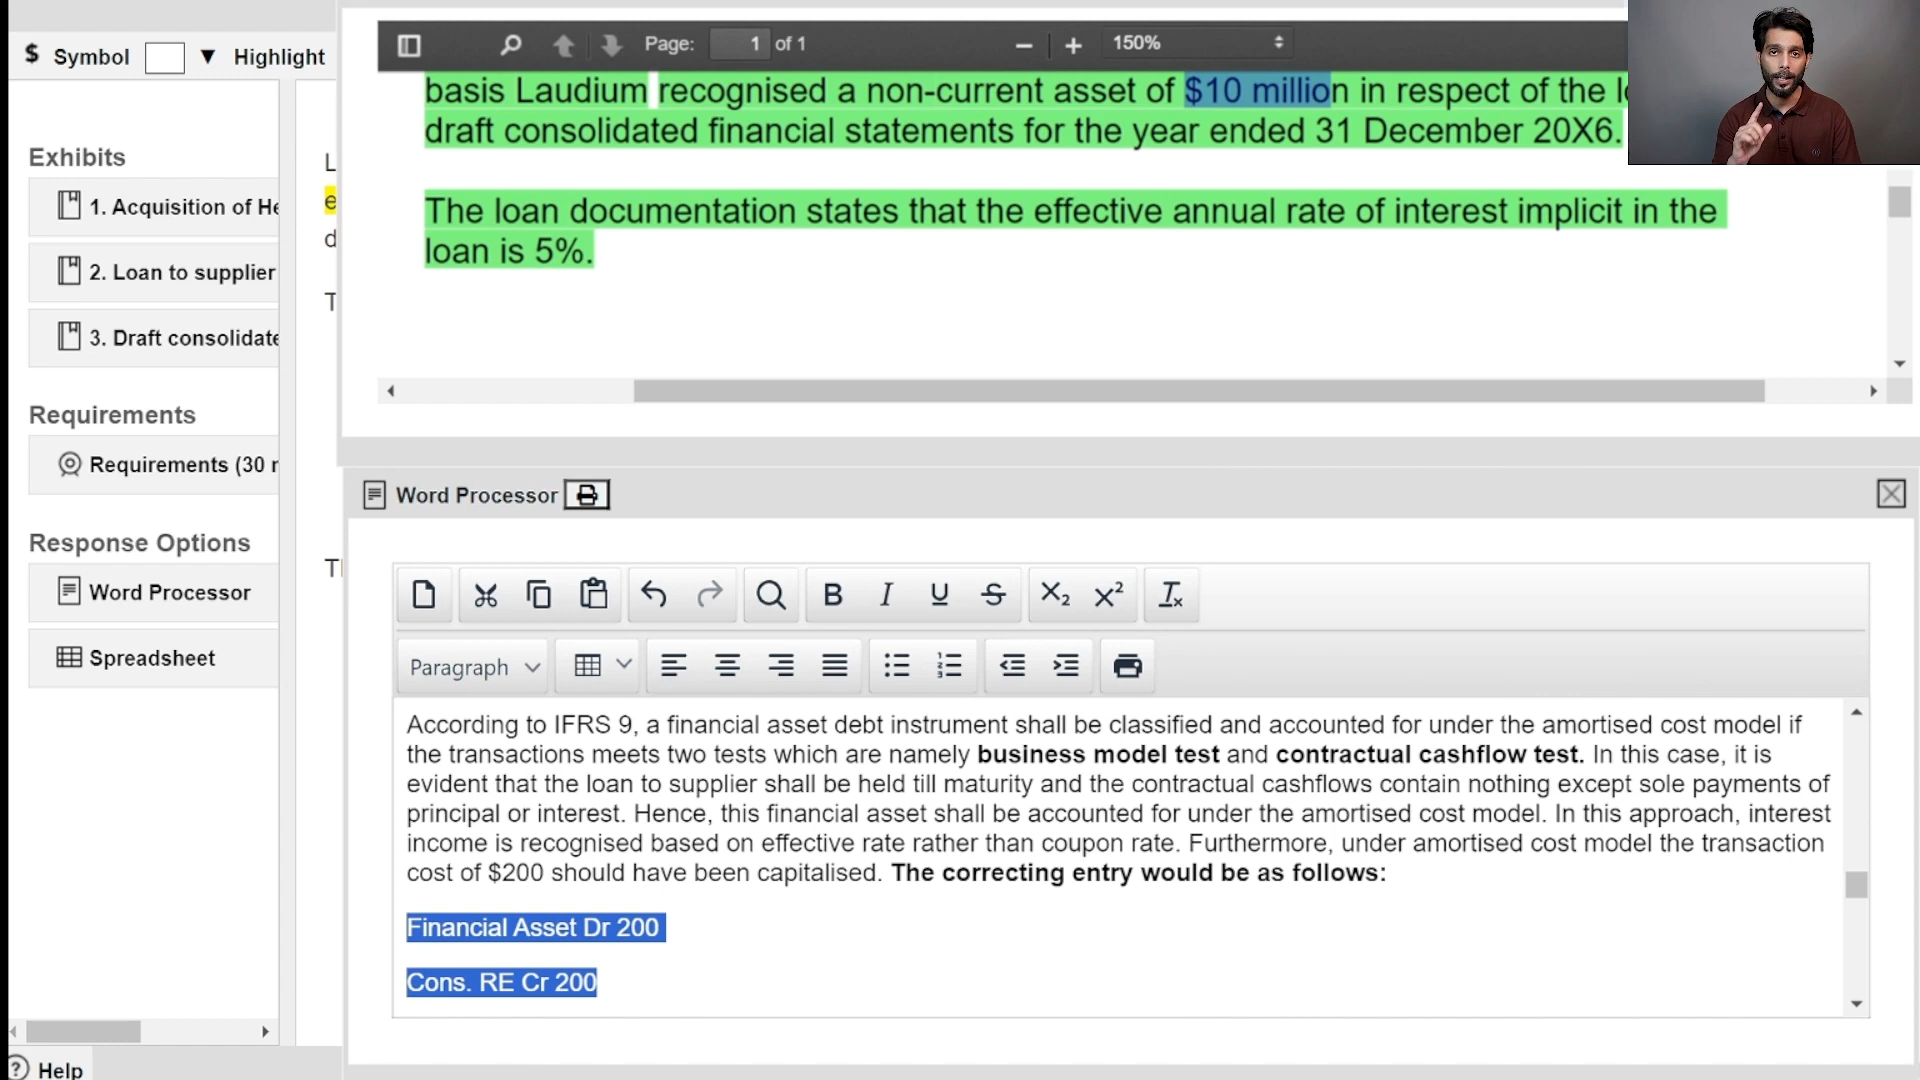 $ Symbol Highlight
Page: 1 of 1
150%
basis Laudium recognised a non-current asset of $10 million in respect of the
draft consolidated financial statements for the year ended 31 December 20X6.
The loan documentation states that the effective annual rate of interest implicit in the
loan is 5%.
Exhibits
1. Acquisition of He
2. Loan to supplier
3. Draft consolidate
Requirements
Requirements (30
Response Options
Word Processor
Spreadsheet
Help
L
e
d
T
Word Processor
B I U S X₂ X² Tx
Paragraph
According to IFRS 9, a financial asset debt instrument shall be classified and accounted for under the amortised cost model if
the transactions meets two tests which are namely business model test and contractual cashflow test. In this case, it is
evident that the loan to supplier shall be held till maturity and the contractual cashflows contain nothing except sole payments of
principal or interest. Hence, this financial asset shall be accounted for under the amortised cost model. In this approach, interest
income is recognised based on effective rate rather than coupon rate. Furthermore, under amortised cost model the transaction
cost of $200 should have been capitalised. The correcting entry would be as follows:
Financial Asset Dr 200
Cons. RE Cr 200